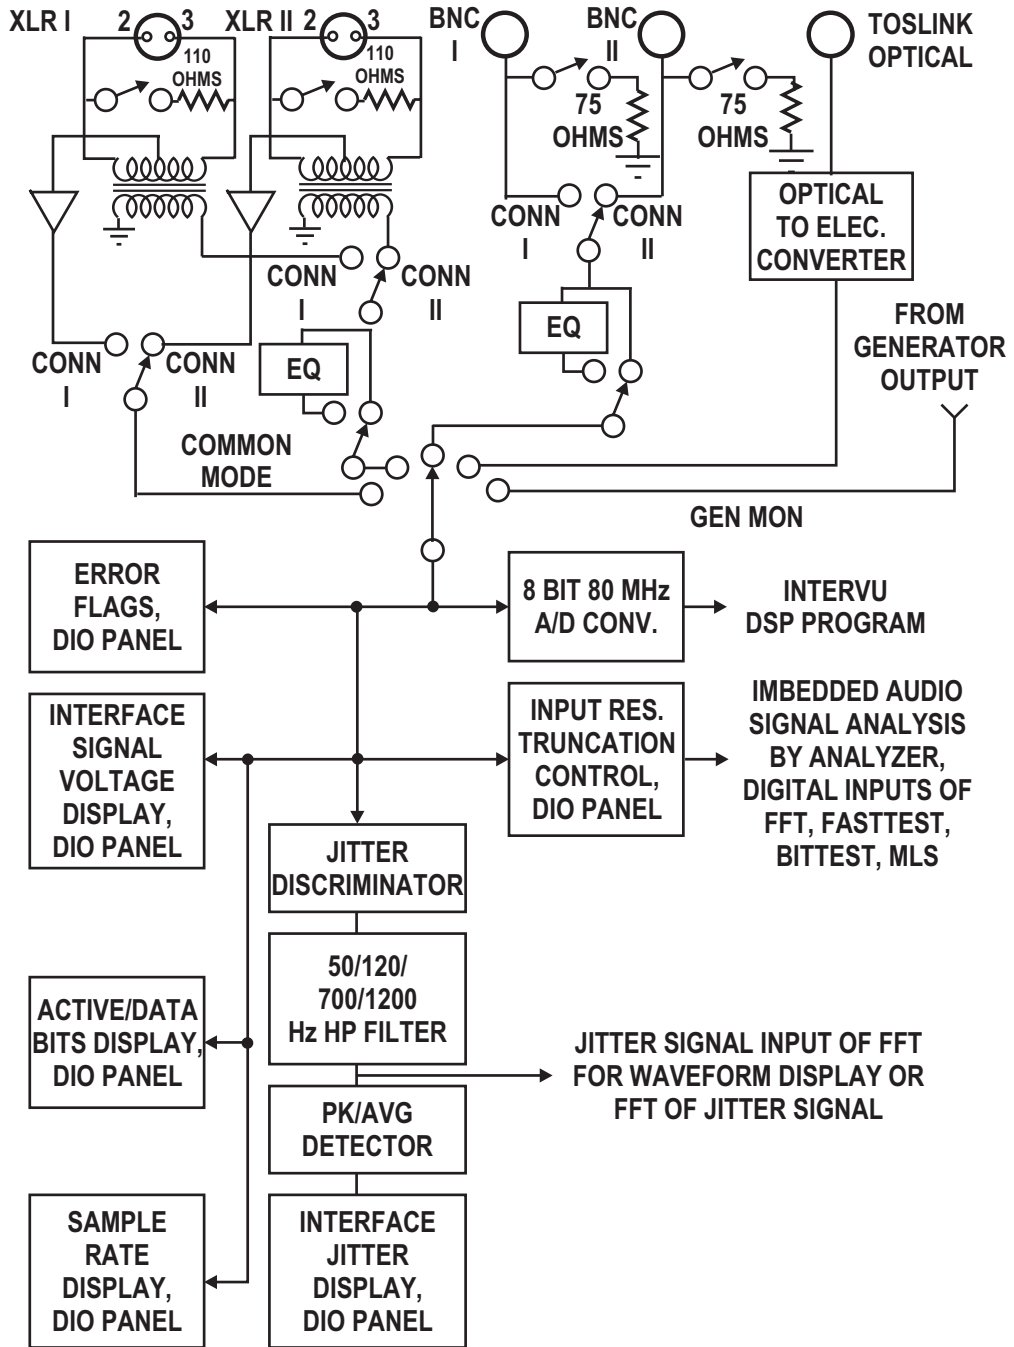 XLR I
2
3
XLR II
2
3
BNC
I
BNC
II
TOSLINK
OPTICAL
110
OHMS
110
OHMS
75
OHMS
75
OHMS
CONN
I
CONN
II
OPTICAL
TO ELEC.
CONVERTER
CONN
I
CONN
II
EQ
FROM
GENERATOR
OUTPUT
CONN
I
CONN
II
EQ
COMMON
MODE
GEN MON
ERROR
FLAGS,
DIO PANEL
8 BIT 80 MHz
A/D CONV.
INTERVU
DSP PROGRAM
INTERFACE
SIGNAL
VOLTAGE
DISPLAY,
DIO PANEL
INPUT RES.
TRUNCATION
CONTROL,
DIO PANEL
IMBEDDED AUDIO
SIGNAL ANALYSIS
BY ANALYZER,
DIGITAL INPUTS OF
FFT, FASTTEST,
BITTEST, MLS
JITTER
DISCRIMINATOR
50/120/
700/1200
Hz HP FILTER
ACTIVE/DATA
BITS DISPLAY,
DIO PANEL
JITTER SIGNAL INPUT OF FFT
FOR WAVEFORM DISPLAY OR
FFT OF JITTER SIGNAL
PK/AVG
DETECTOR
SAMPLE
RATE
DISPLAY,
DIO PANEL
INTERFACE
JITTER
DISPLAY,
DIO PANEL